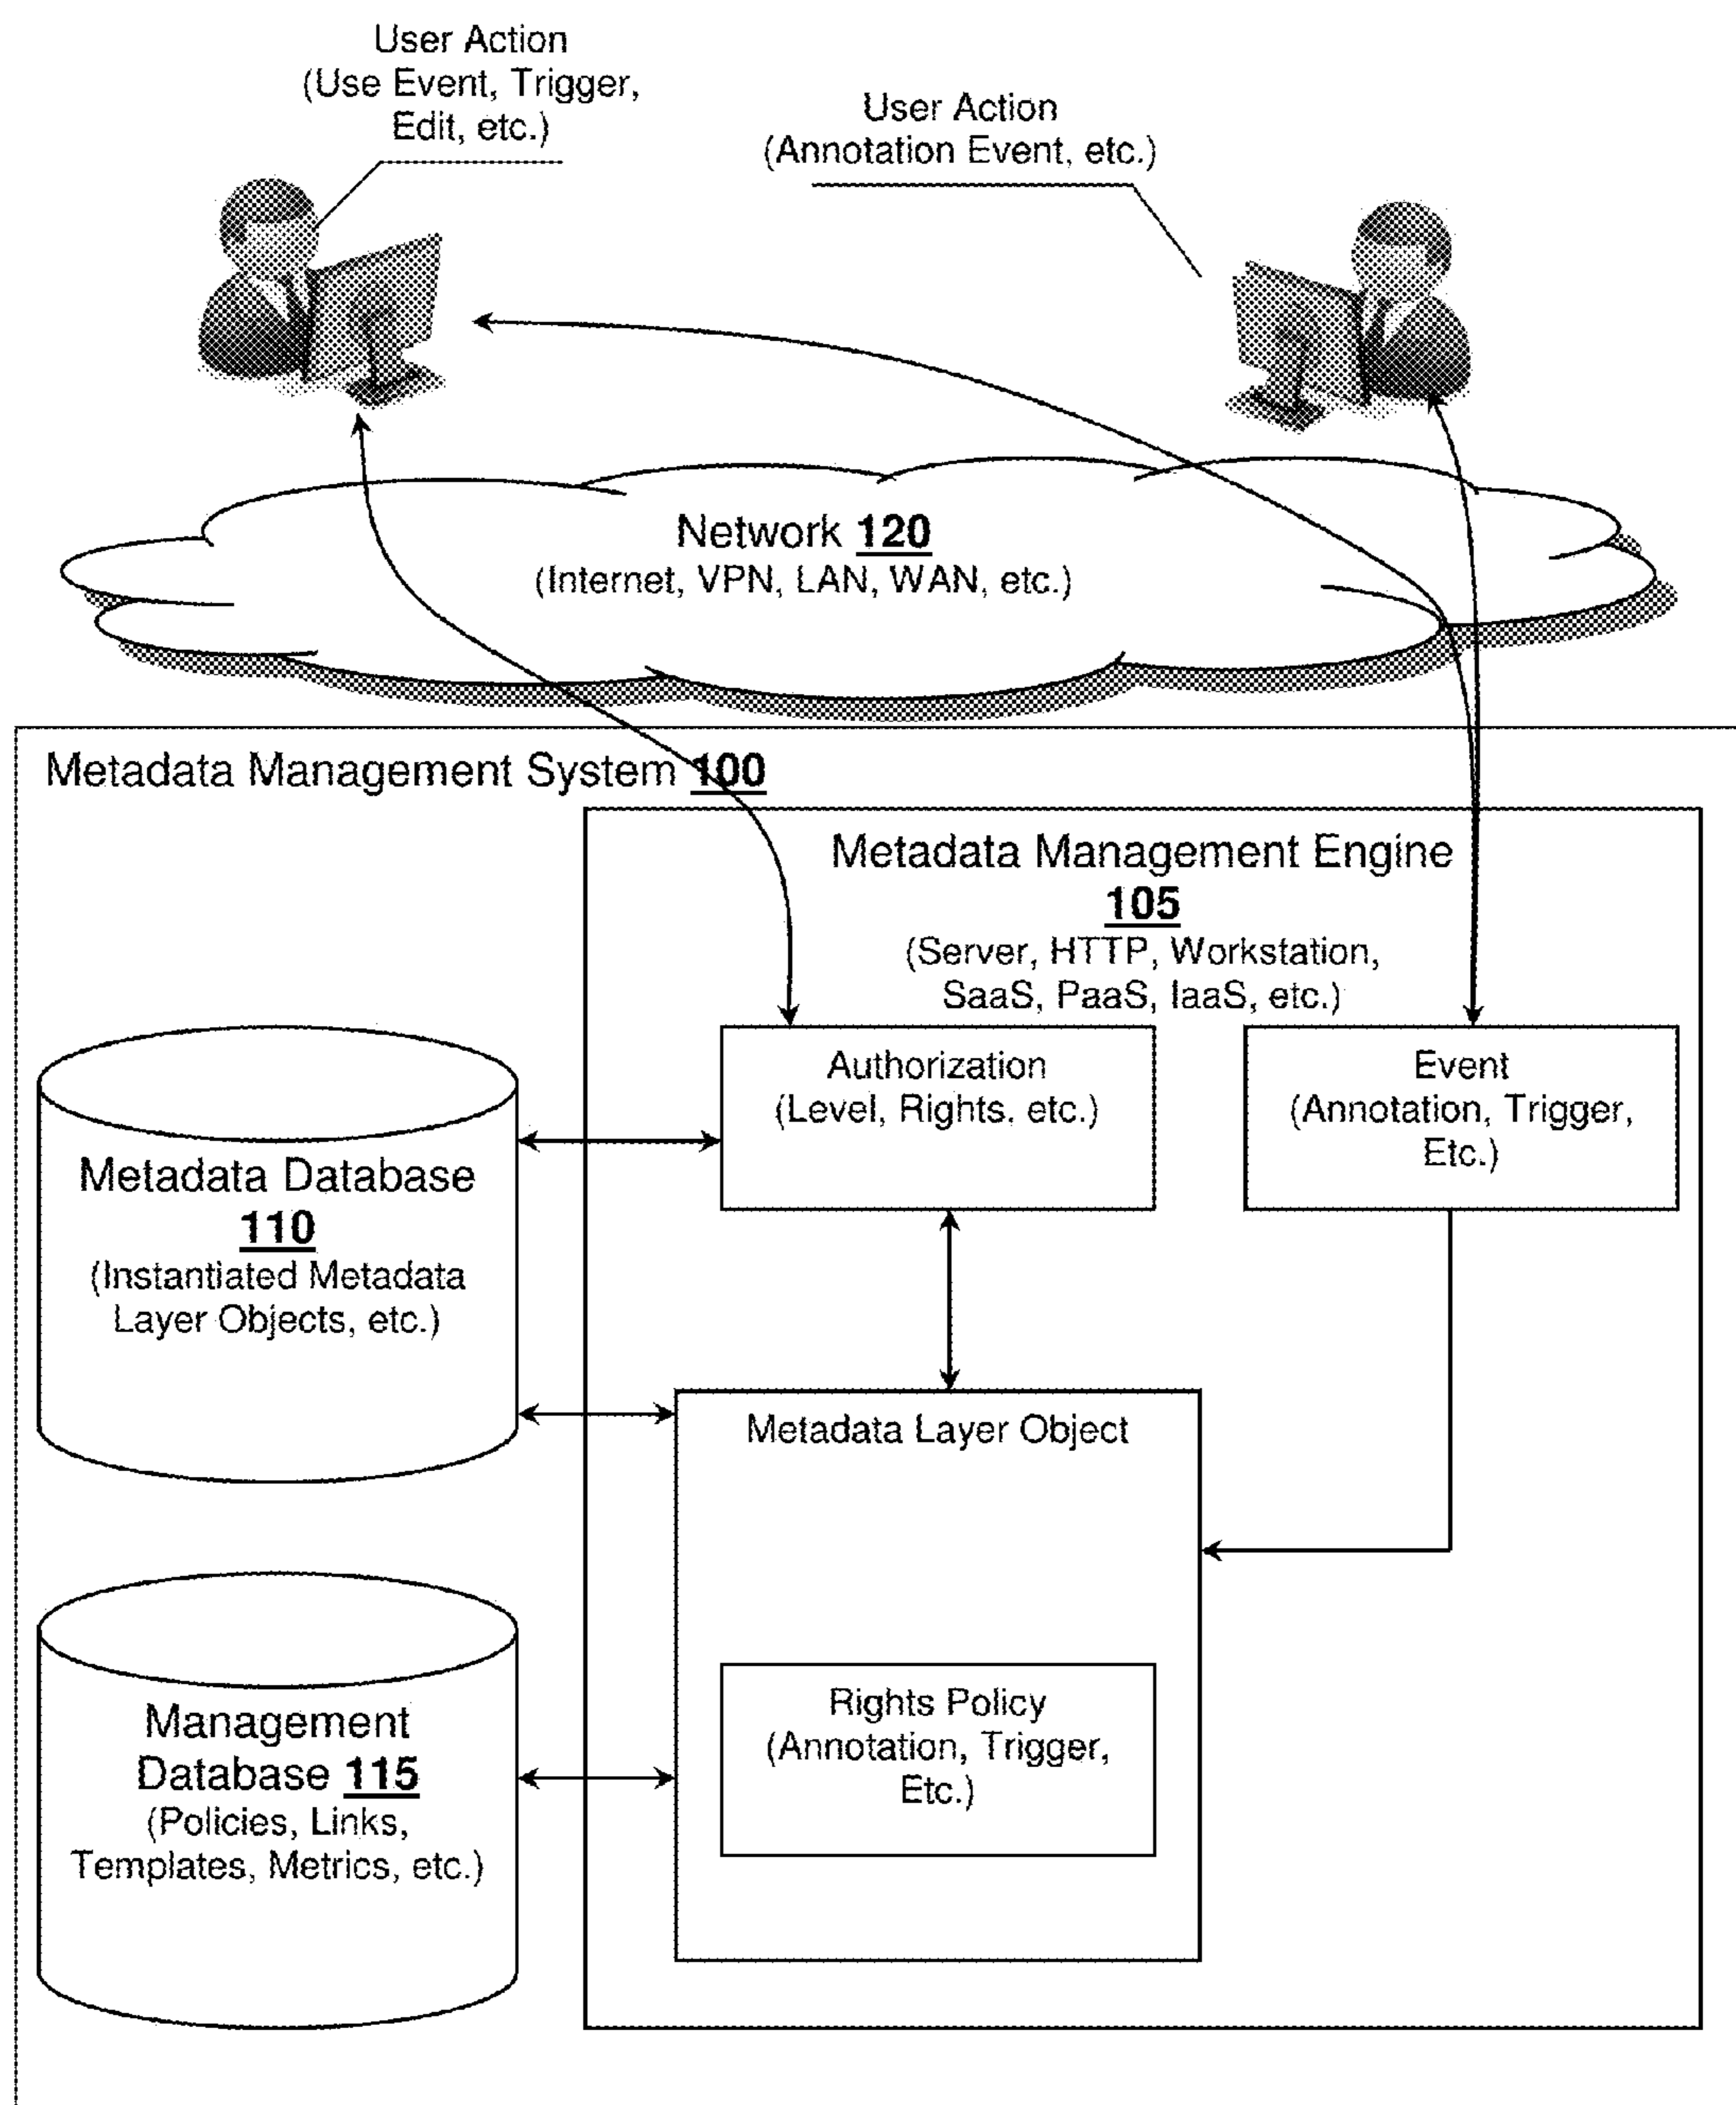 User Action
(Use Event, Trigger,
Edit, etc.)
User Action
(Annotation Event, etc.)
Network 120
(Internet, VPN, LAN, WAN, etc.)
Metadata Management System 100
Metadata Management Engine
105
(Server, HTTP, Workstation,
SaaS, PaaS, IaaS, etc.)
Authorization
(Level, Rights, etc.)
Event
(Annotation, Trigger,
Etc.)
Metadata Database
110
(Instantiated Metadata
Layer Objects, etc.)
Metadata Layer Object
Rights Policy
(Annotation, Trigger,
Etc.)
Management
Database 115
(Policies, Links,
Templates, Metrics, etc.)